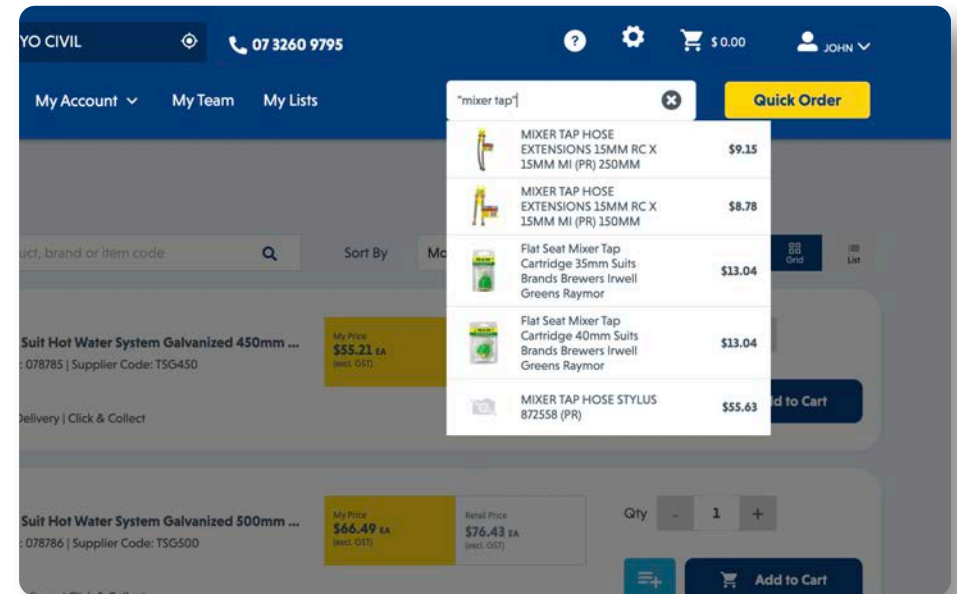 YO CIVIL
07 3260 9795
?
$ 0.00
JOHN
My Account
My Team
My Lists
"mixer tap"
Quick Order
MIXER TAP HOSE
EXTENSIONS 15MM RC X
15MM MI (PR) 250MM
$9.15
MIXER TAP HOSE
EXTENSIONS 15MM RC X
15MM MI (PR) 150MM
$8.78
Flat Seat Mixer Tap
Cartridge 35mm Suits
Brands Brewers Irwell
Greens Raymor
$13.04
Flat Seat Mixer Tap
Cartridge 40mm Suits
Brands Brewers Irwell
Greens Raymor
$13.04
MIXER TAP HOSE STYLUS
872558 (PR)
$55.63
uct, brand or item code
Sort By
Mo
Grid
List
Suit Hot Water System Galvanized 450mm ...
: 078785 | Supplier Code: TSG450
Delivery | Click & Collect
My Price
$55.21 EA
(excl. GST)
d to Cart
Suit Hot Water System Galvanized 500mm ...
: 078786 | Supplier Code: TSG500
My Price
$66.49 EA
(excl. GST)
Retail Price
$76.43 EA
(excl. GST)
Qty
- 1 +
Add to Cart